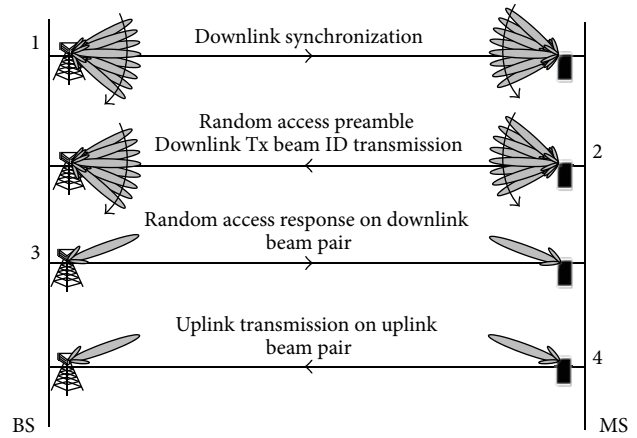 1
Downlink synchronization
Random access preamble
Downlink Tx beam ID transmission
2
Random access response on downlink
beam pair
3
Uplink transmission on uplink
beam pair
4
BS
MS